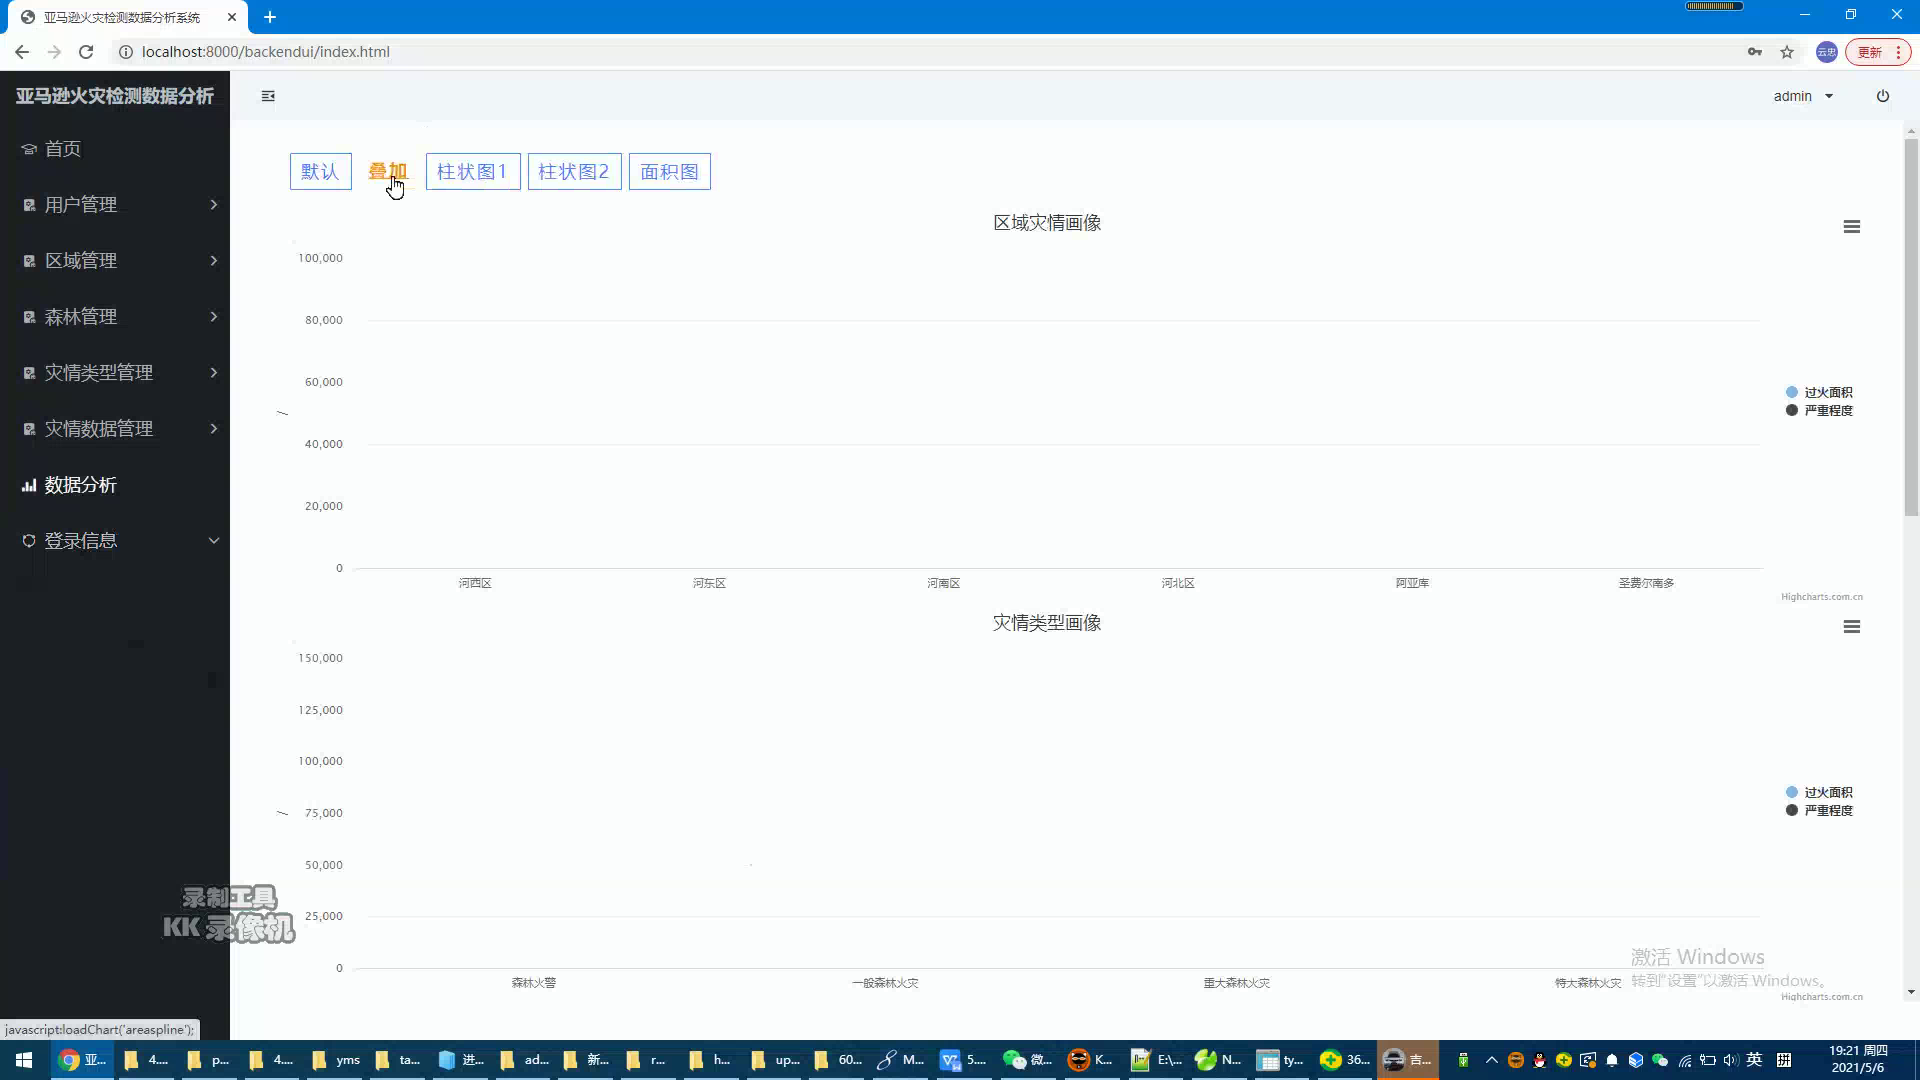 亚马逊火灾检测数据分析系统
localhost:8000/backendui/index.html
云忠
更新
亚马逊火灾检测数据分析
admin
首页
用户管理
区域管理
森林管理
灾情类型管理
灾情数据管理
数据分析
登录信息
默认
叠加
柱状图1
柱状图2
面积图
区域灾情画像
100,000
80,000
60,000
40,000
20,000
0
河西区
河东区
河南区
河北区
阿亚库
圣费尔南多
过火面积
严重程度
Highcharts.com.cn
灾情类型画像
150,000
125,000
100,000
75,000
50,000
25,000
0
森林火警
一般森林火灾
重大森林火灾
特大森林火灾
过火面积
严重程度
Highcharts.com.cn
录制工具
KK 录像机
激活 Windows
转到"设置"以激活 Windows。
javascript:loadChart('areaspline');
亚...
4....
p...
4....
yms
ta...
进...
ad...
新...
r...
h...
up...
60...
M...
5....
微...
K...
E:\...
N...
ty...
36...
吉...
英
拼
19:21 周四
2021/5/6